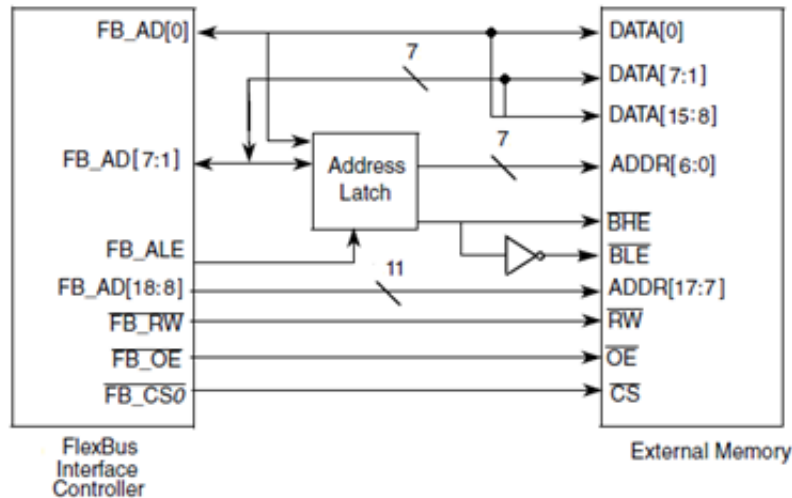 FB_AD[0]
DATA[0]
7
DATA[7:1]
DATA[15:8]
7
FB_AD[7:1]
Address
Latch
ADDR[6:0]
BHE
FB_ALE
BLE
11
FB_AD[18:8]
ADDR[17:7]
FB_RW
RW
FB_OE
OE
FB_CS0
CS
FlexBus
Interface
Controller
External Memory